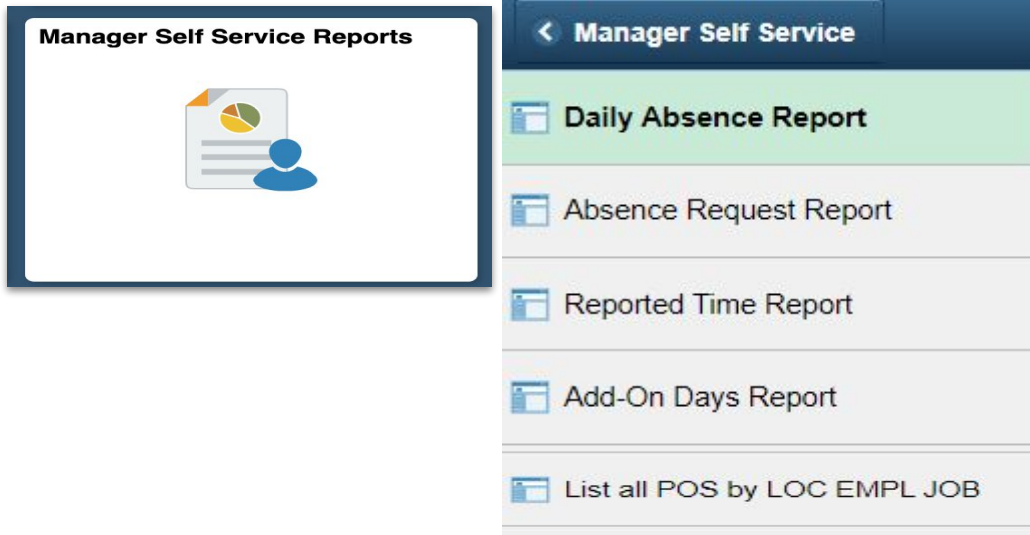 Manager Self Service Reports
Manager Self Service
Daily Absence Report
Absence Request Report
Reported Time Report
Add-On Days Report
List all POS by LOC EMPL JOB